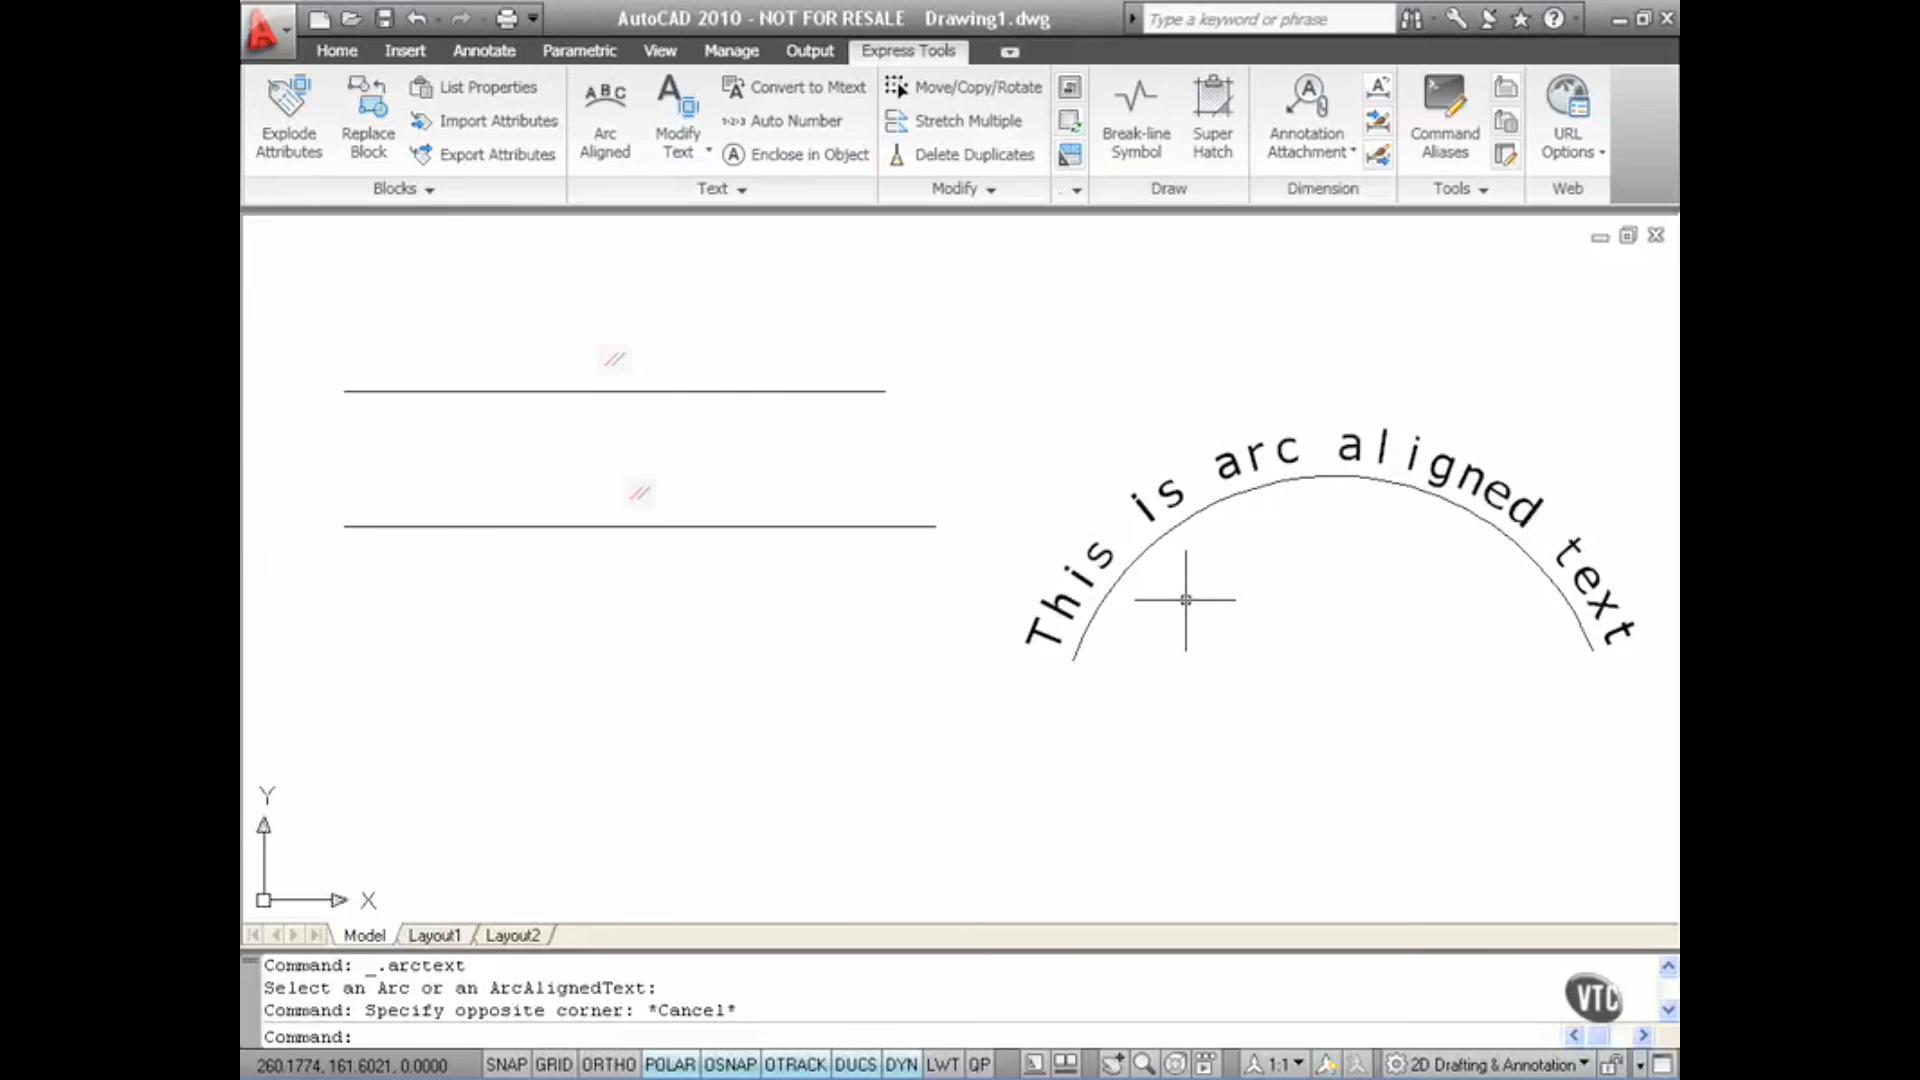 AutoCAD 2010 - NOT FOR RESALE Drawing1.dwg
Type a keyword or phrase
Home Insert Annotate Parametric View Manage Output Express Tools
Explode Attributes
Replace Block
List Properties
Import Attributes
Export Attributes
Blocks
ABC
Arc Aligned
Modify Text
Convert to Mtext
Auto Number
Enclose in Object
Text
Move/Copy/Rotate
Stretch Multiple
Delete Duplicates
Modify
Break-line Symbol
Super Hatch
Draw
Annotation Attachment
Dimension
Command Aliases
Tools
URL Options
Web
This is arc aligned text
Y
X
Model Layout1 Layout2
Command: _.arctext
Select an Arc or an ArcAlignedText:
Command: Specify opposite corner: *Cancel*
Command:
VTC
260.1774, 161.6021, 0.0000 SNAP GRID ORTHO POLAR OSNAP OTRACK DUCS DYN LWT QP 1:1 2D Drafting & Annotation